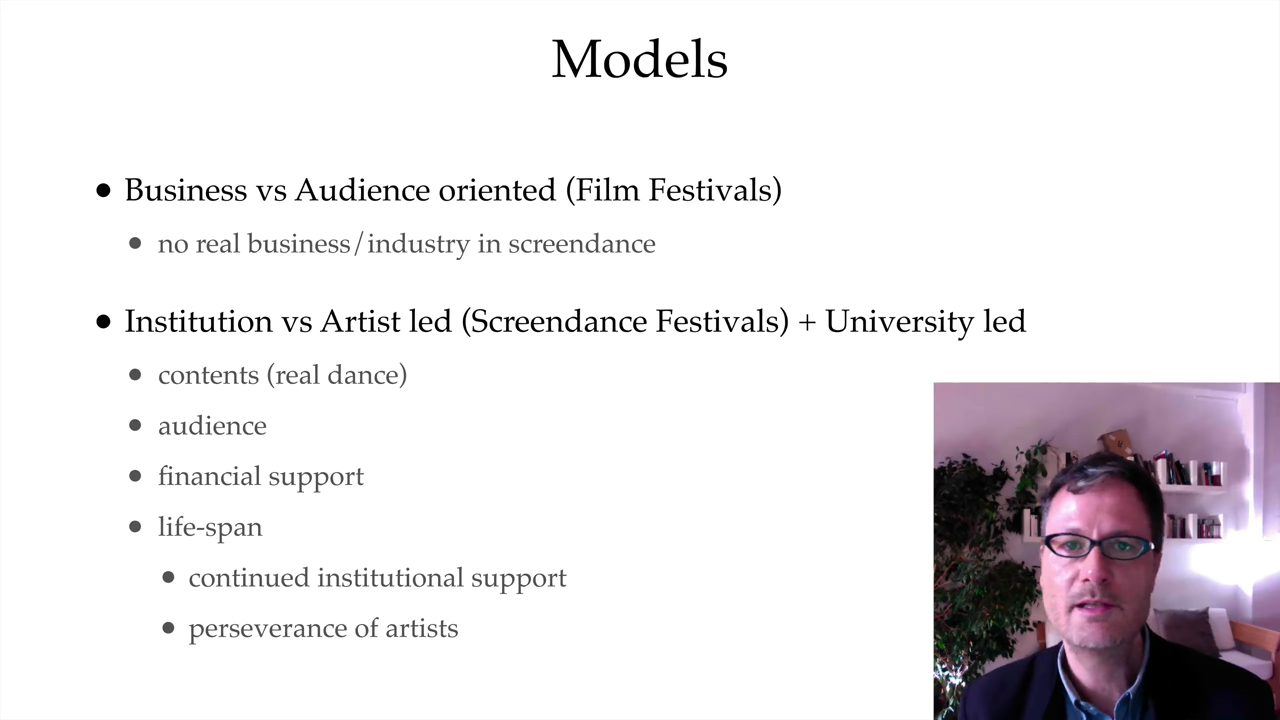 Models
• Business vs Audience oriented (Film Festivals)
• no real business/industry in screendance
• Institution vs Artist led (Screendance Festivals) + University led
• contents (real dance)
• audience
• financial support
• life-span
• continued institutional support
• perseverance of artists